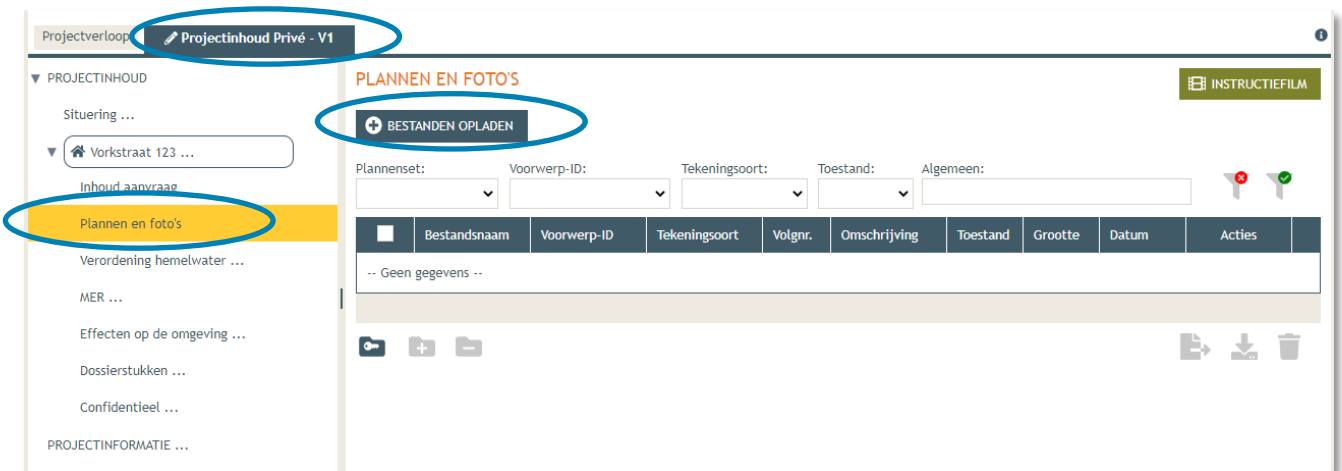 Projectverloop
Projectinhoud Privé - V1
PROJECTINHOUD
Situering ...
Vorkstraat 123 ...
Inhoud aanvraag
Plannen en foto's
Verordening hemelwater ...
MER ...
Effecten op de omgeving ...
Dossierstukken ...
Confidentieel ...
PROJECTINFORMATIE ...
PLANNEN EN FOTO'S
INSTRUCTIEFILM
BESTANDEN OPLADEN
Plannenset: Voorwerp-ID: Tekeningsoort: Toestand: Algemeen:
Bestandsnaam Voorwerp-ID Tekeningsoort Volgnr. Omschrijving Toestand Grootte Datum Acties
-- Geen gegevens --